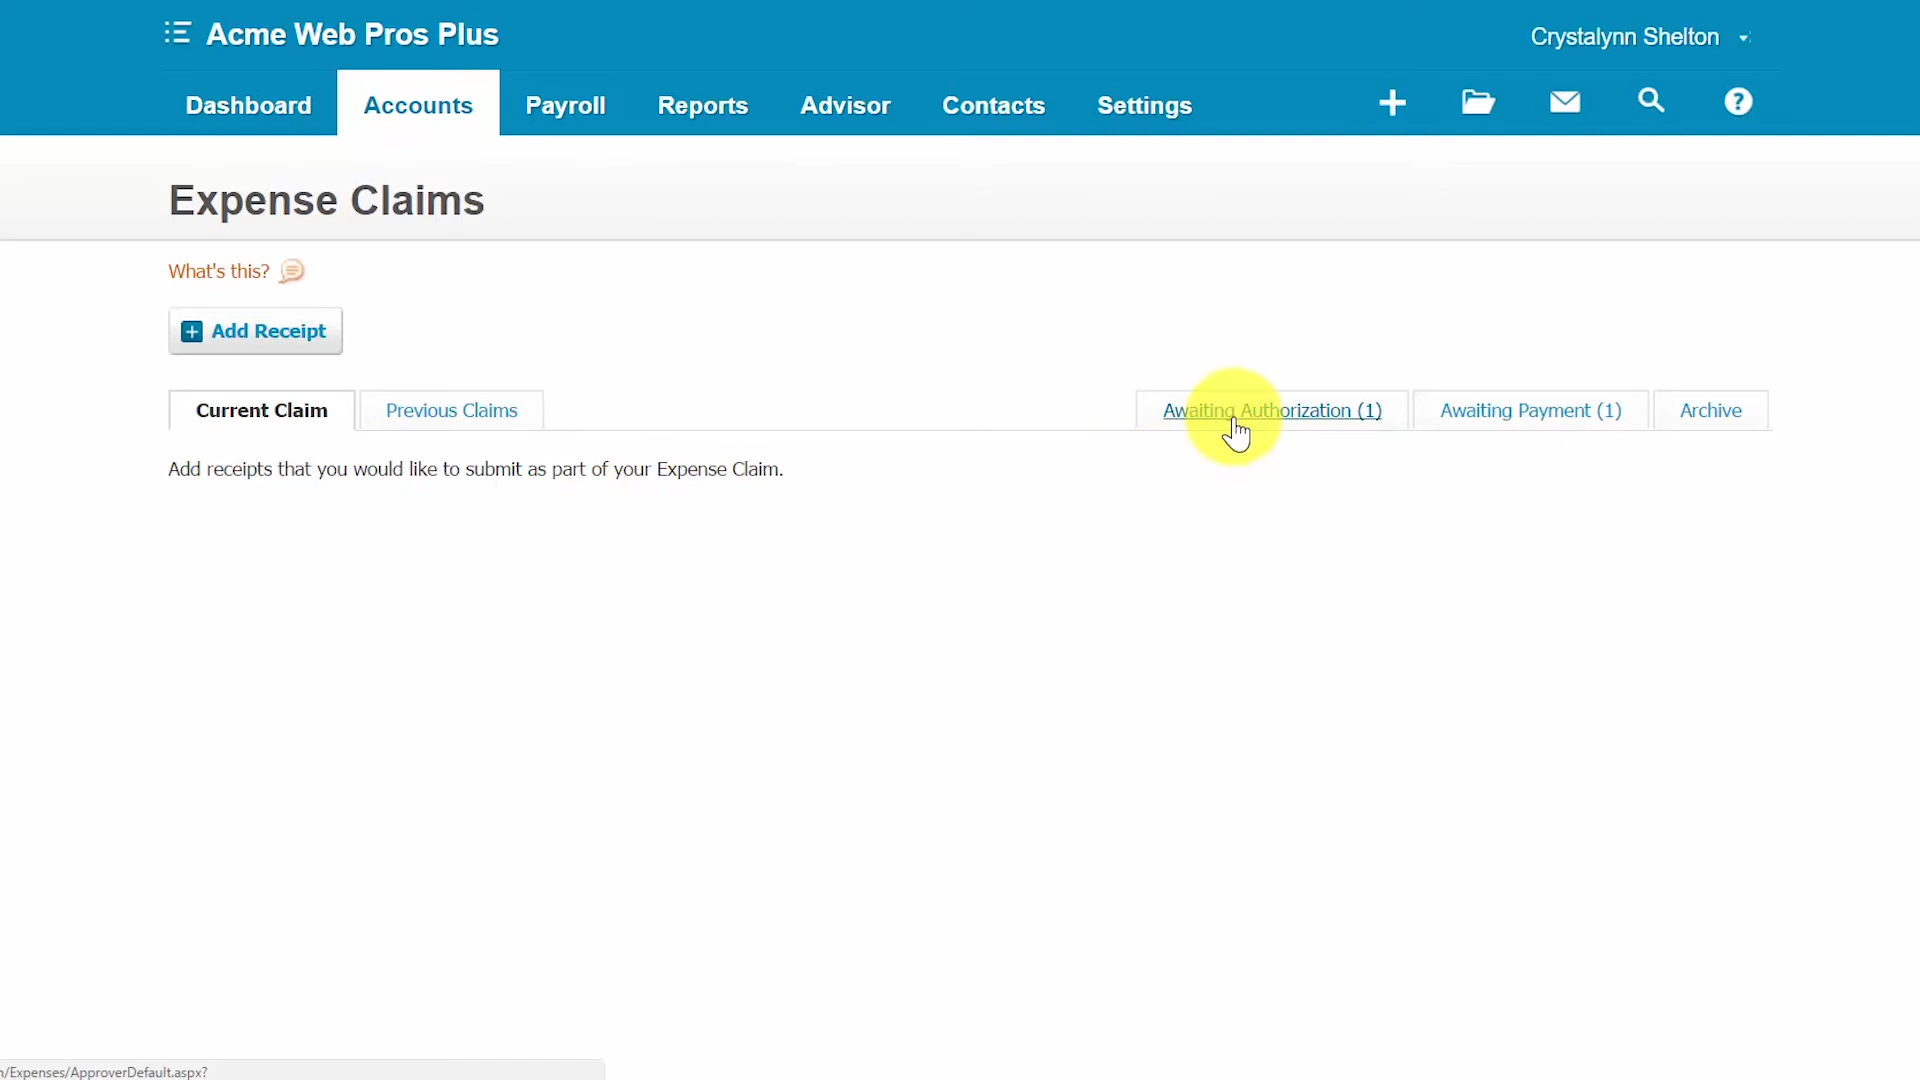 Acme Web Pros Plus
Crystalynn Shelton
Dashboard Accounts Payroll Reports Advisor Contacts Settings
Expense Claims
What's this?
Add Receipt
Current Claim Previous Claims Awaiting Authorization (1) Awaiting Payment (1) Archive
Add receipts that you would like to submit as part of your Expense Claim.
/Expenses/ApproverDefault.aspx?